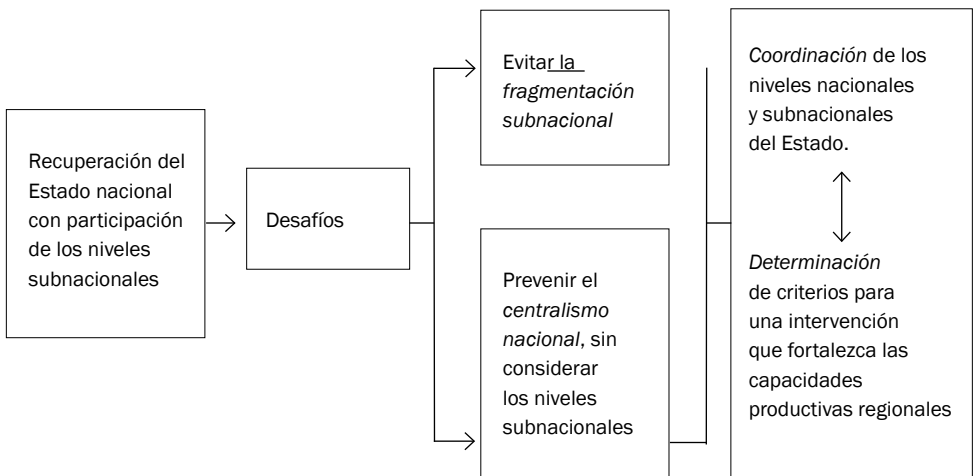 Recuperación del
Estado nacional
con participación
de los niveles
subnacionales
Desafíos
Evitar la
fragmentación
subnacional
Prevenir el
centralismo
nacional, sin
considerar
los niveles
subnacionales
Coordinación de los
niveles nacionales
y subnacionales
del Estado.
Determinación
de criterios para
una intervención
que fortalezca las
capacidades
productivas regionales